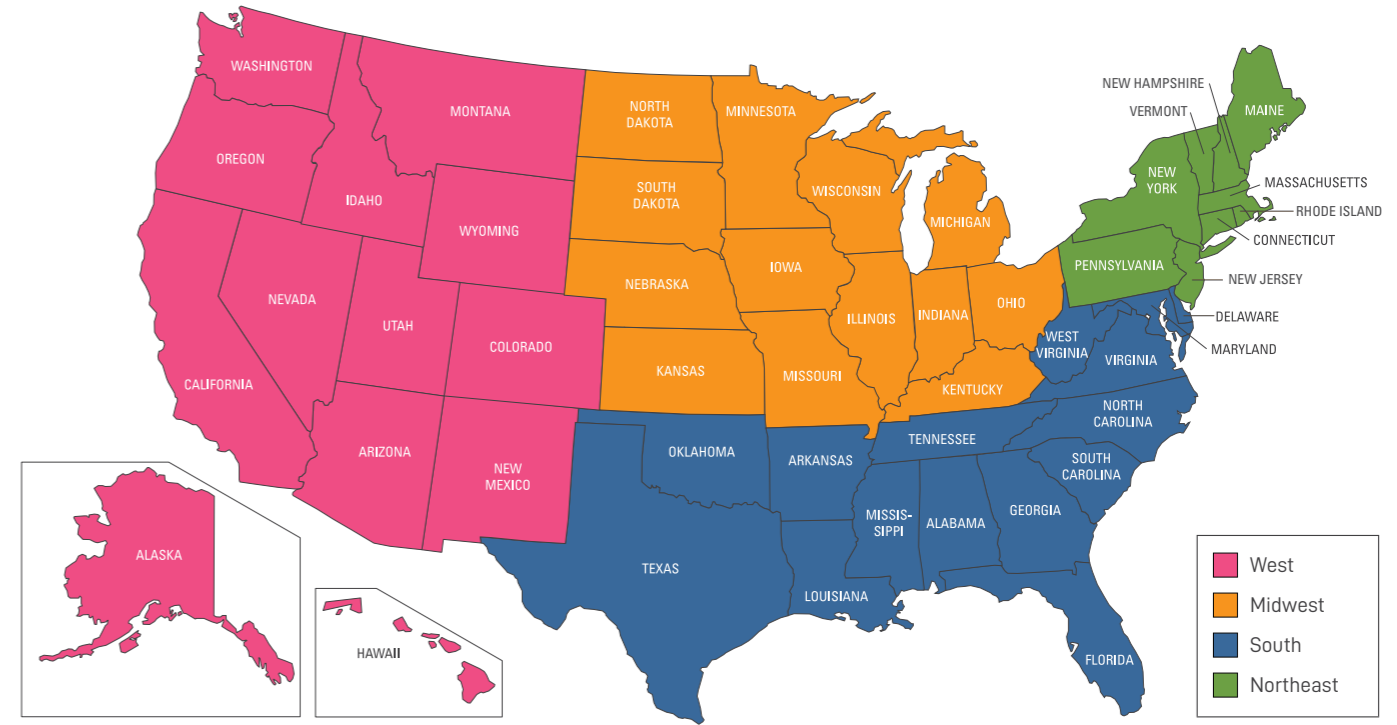 WASHINGTON
MONTANA
OREGON
IDAHO
WYOMING
NEVADA
UTAH
COLORADO
CALIFORNIA
ARIZONA
NEW
MEXICO
ALASKA
HAWAII
NORTH
DAKOTA
MINNESOTA
SOUTH
DAKOTA
WISCONSIN
MICHIGAN
NEBRASKA
IOWA
ILLINOIS
INDIANA
OHIO
KANSAS
MISSOURI
KENTUCKY
NEW HAMPSHIRE
VERMONT
MAINE
NEW
YORK
MASSACHUSETTS
RHODE ISLAND
CONNECTICUT
PENNSYLVANIA
NEW JERSEY
DELAWARE
MARYLAND
WEST
VIRGINIA
VIRGINIA
NORTH
CAROLINA
TENNESSEE
SOUTH
CAROLINA
OKLAHOMA
ARKANSAS
MISSIS-
SIPPI
ALABAMA
GEORGIA
TEXAS
LOUISIANA
FLORIDA
West
Midwest
South
Northeast